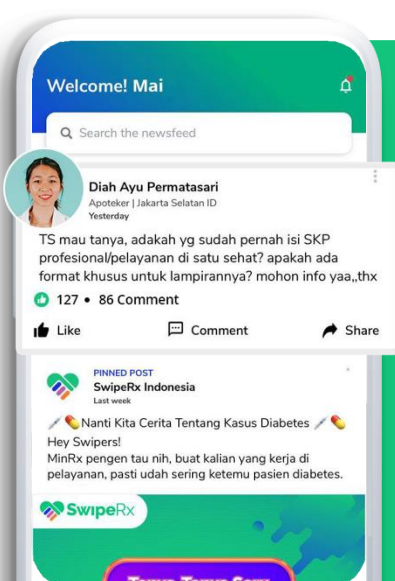 Welcome! Mai
Search the newsfeed
Diah Ayu Permatasari
Apoteker | Jakarta Selatan ID
Yesterday
TS mau tanya, adakah yg sudah pernah isi SKP
profesional/pelayanan di satu sehat? apakah ada
format khusus untuk lampirannya? mohon info yaa,,thx
127 • 86 Comment
Like Comment Share
PINNED POST
SwipeRx Indonesia
Last week
💉💊Nanti Kita Cerita Tentang Kasus Diabetes 💉💊
Hey Swipers!
MinRx pengen tau nih, buat kalian yang kerja di
pelayanan, pasti udah sering ketemu pasien diabetes.
SwipeRx